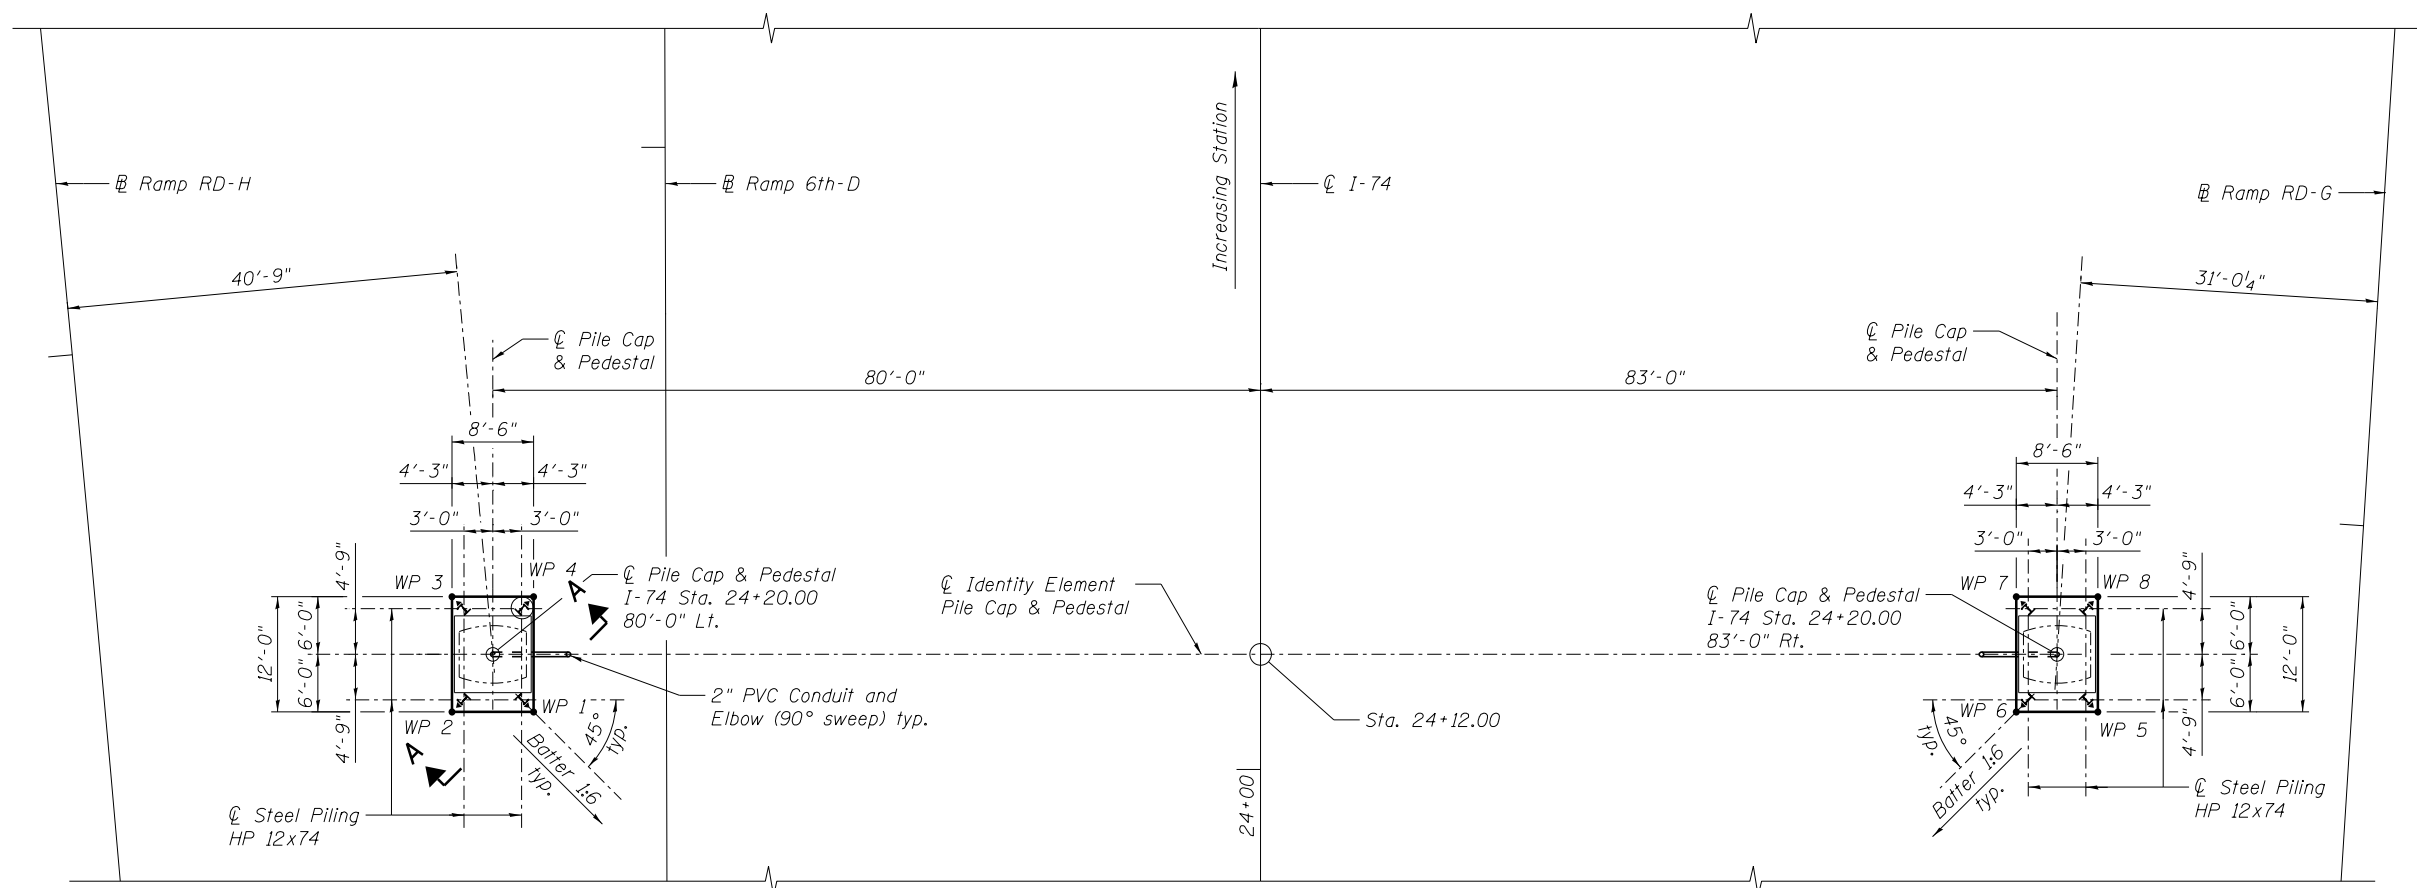 Increasing Station
℄ Ramp RD-H
℄ Ramp 6th-D
℄ I-74
℄ Ramp RD-G
40'-9"
31'-0¼"
℄ Pile Cap
& Pedestal
℄ Pile Cap
& Pedestal
80'-0"
83'-0"
8'-6"
4'-3"
4'-3"
3'-0"
3'-0"
8'-6"
4'-3"
4'-3"
3'-0"
3'-0"
4'-9"
WP 3
WP 4
A
℄ Pile Cap & Pedestal
I-74 Sta. 24+20.00
80'-0" Lt.
℄ Identity Element
Pile Cap & Pedestal
℄ Pile Cap & Pedestal
I-74 Sta. 24+20.00
83'-0" Rt.
WP 7
WP 8
4'-9"
12'-0"
6'-0"
6'-0"
4'-9"
WP 2
WP 1
A
45°
typ.
Batter 1:6
typ.
2" PVC Conduit and
Elbow (90° sweep) typ.
Sta. 24+12.00
24+00
6'-0"
6'-0"
12'-0"
4'-9"
WP 6
WP 5
45°
typ.
Batter 1:6
typ.
℄ Steel Piling
HP 12x74
℄ Steel Piling
HP 12x74